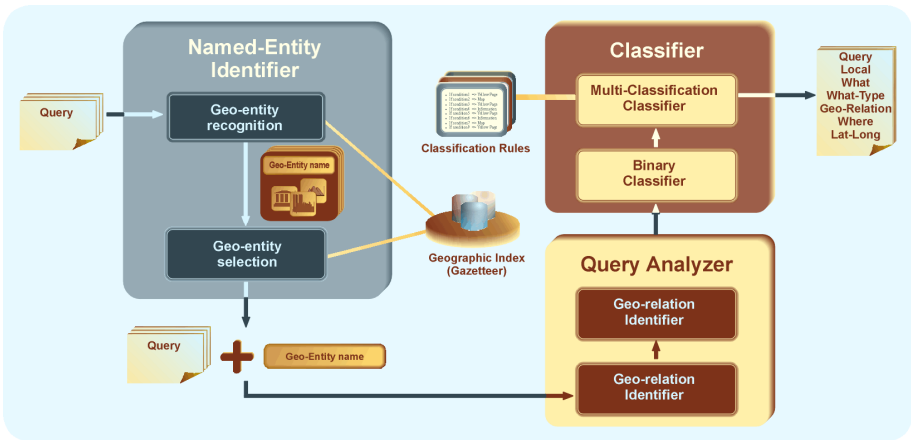 Named-Entity
Identifier
Query
Geo-entity
recognition
Geo-Entity name
Geo-entity
selection
Geographic Index
(Gazetteer)
Query
Geo-Entity name
Classifier
Classification Rules
Multi-Classification
Classifier
Binary
Classifier
Query
Local
What
What-Type
Geo-Relation
Where
Lat-Long
Query Analyzer
Geo-relation
Identifier
Geo-relation
Identifier